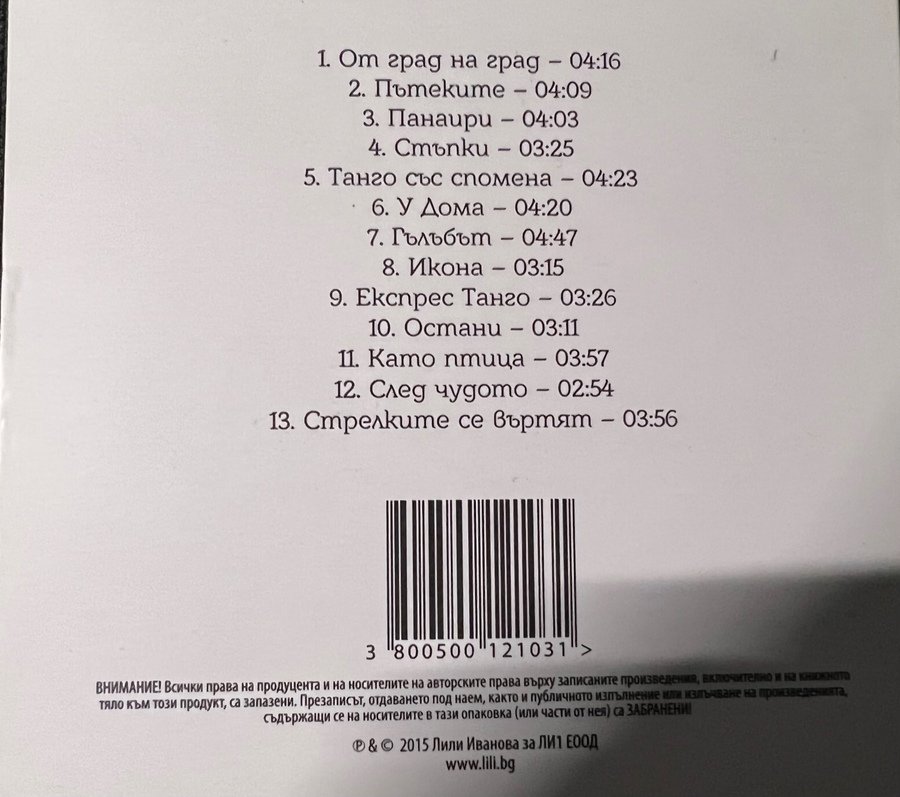 1. От град на град – 04:16
2. Пътеките – 04:09
3. Панаири – 04:03
4. Стъпки – 03:25
5. Танго със спомена – 04:23
6. У Дома – 04:20
7. Гълъбът – 04:47
8. Икона – 03:15
9. Експрес Танго – 03:26
10. Остани – 03:11
11. Като птица – 03:57
12. След чудото – 02:54
13. Стрелките се въртят – 03:56
3 800500 121031 >
ВНИМАНИЕ! Всички права на продуцента и на носителите на авторските права върху записаните произведения, включително и на книжното
тяло към този продукт, са запазени. Презаписът, отдаването под наем, както и публичното изпълнение или излъчване на произведенията,
съдържащи се на носителите в тази опаковка (или части от нея) са ЗАБРАНЕНИ!
℗ & © 2015 Лили Иванова за ЛИ1 ЕООД
www.lili.bg